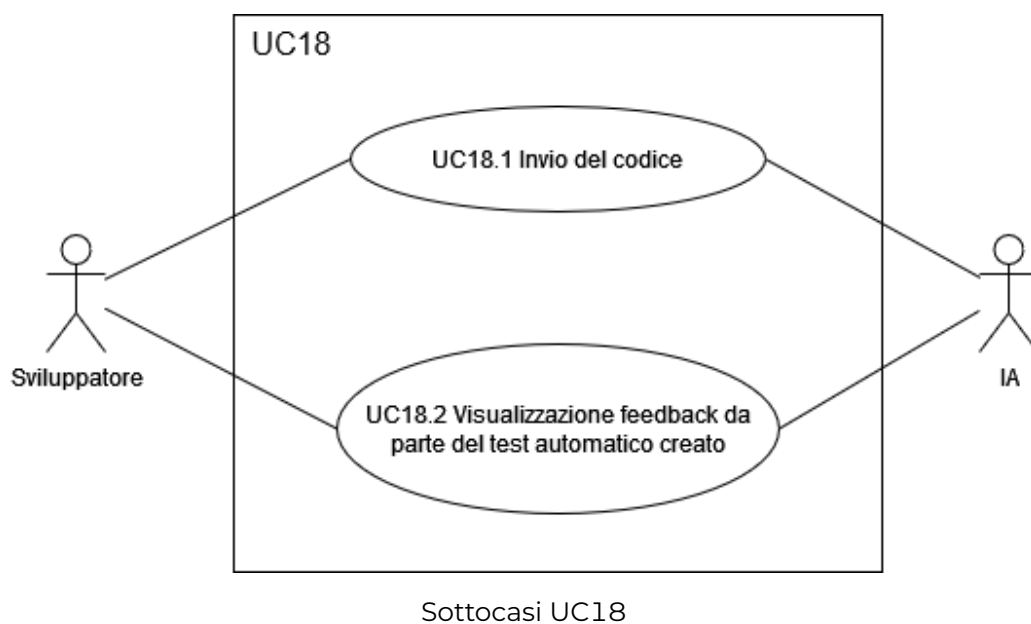 UC18
UC18.1 Invio del codice
Sviluppatore
IA
UC18.2 Visualizzazione feedback da
parte del test automatico creato
Sottocasi UC18